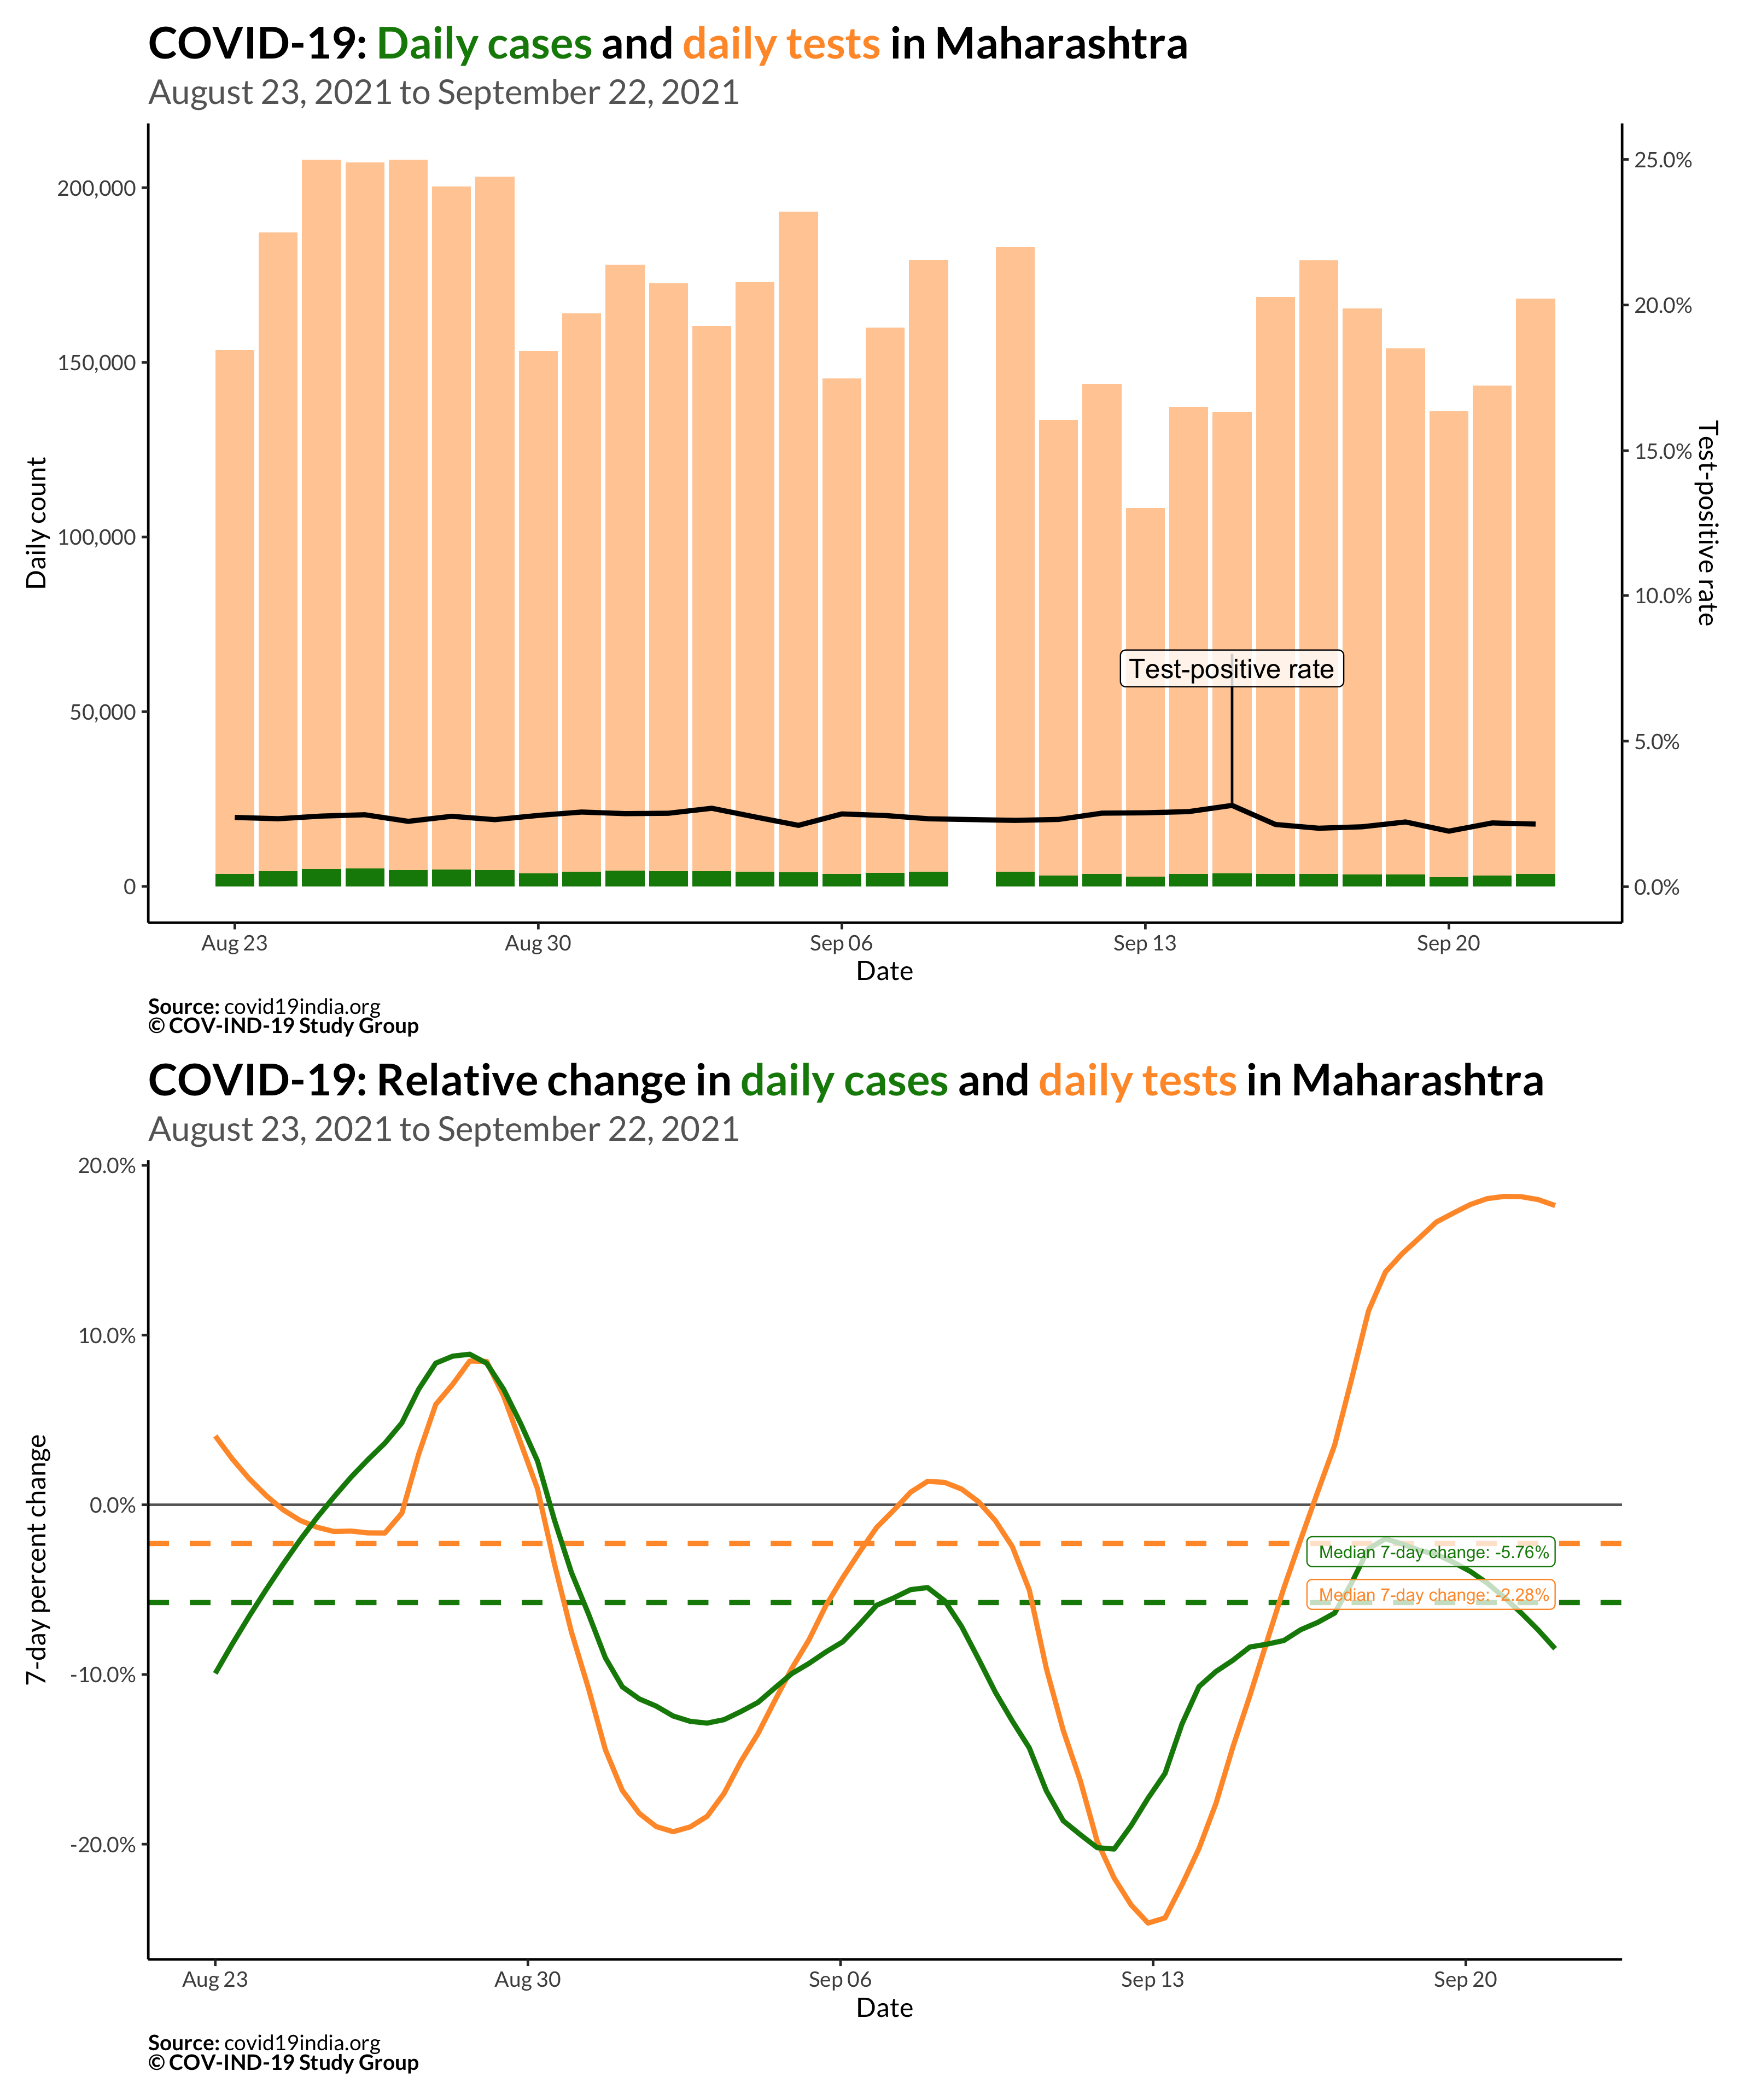 COVID-19: Daily cases and daily tests in Maharashtra
August 23, 2021 to September 22, 2021
Daily count
200,000
150,000
100,000
50,000
0
25.0%
20.0%
15.0%
10.0%
5.0%
0.0%
Test-positive rate
Test-positive rate
Aug 23
Aug 30
Sep 06
Sep 13
Sep 20
Date
Source: covid19india.org
© COV-IND-19 Study Group
COVID-19: Relative change in daily cases and daily tests in Maharashtra
August 23, 2021 to September 22, 2021
7-day percent change
20.0%
10.0%
0.0%
-10.0%
-20.0%
Median 7-day change: -5.76%
Median 7-day change: -2.28%
Aug 23
Aug 30
Sep 06
Sep 13
Sep 20
Date
Source: covid19india.org
© COV-IND-19 Study Group